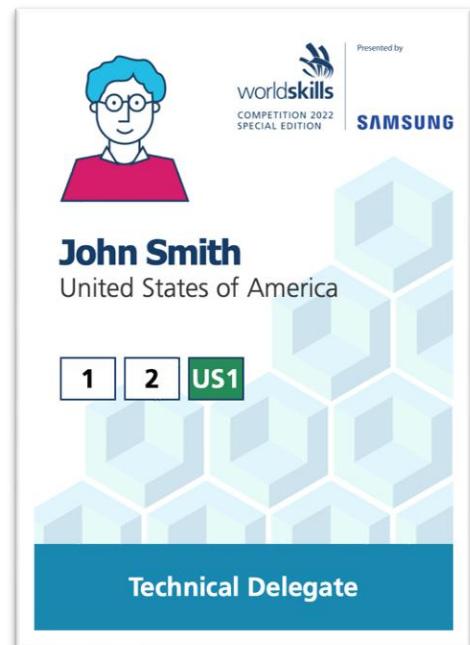 Presented by
worldskills
COMPETITION 2022
SPECIAL EDITION
SAMSUNG
John Smith
United States of America
1 2 US1
Technical Delegate